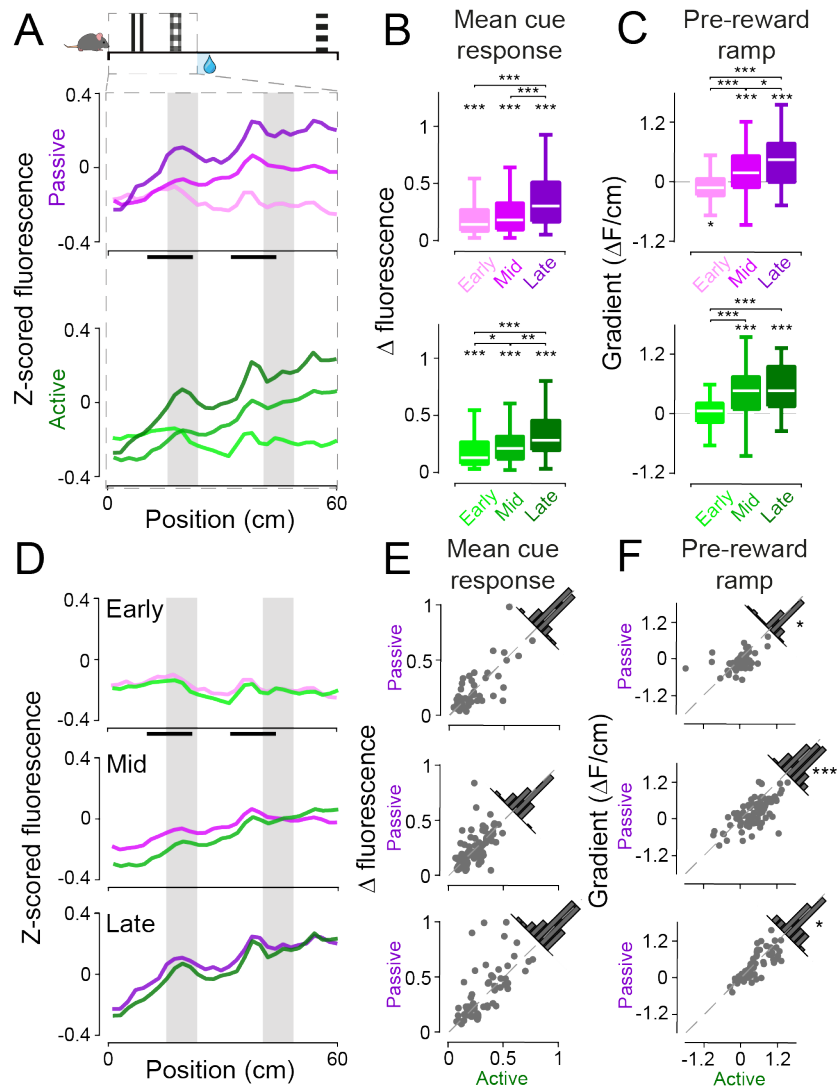 A
B
C
Mean cue
response
Pre-reward
ramp
Z-scored fluorescence
Passive
0.4
0
-0.4
Active
0.4
0
-0.4
0
60
Position (cm)
Δ fluorescence
***
***
*** *** ***
1
0.5
0
Early
Mid
Late
***
* **
*** *** ***
1
0.5
0
Early
Mid
Late
Gradient (ΔF/cm)
***
*** *
*** ***
1.2
0
-1.2
*
Early
Mid
Late
***
***
*** ***
1.2
0
-1.2
Early
Mid
Late
D
E
F
Mean cue
response
Pre-reward
ramp
Z-scored fluorescence
Early
0.4
0
-0.4
Mid
0.4
0
-0.4
Late
0.4
0
-0.4
0
60
Position (cm)
Δ fluorescence
Passive
1
0.5
0
Passive
1
0.5
0
Passive
1
0.5
0
0
0.5
1
Active
Gradient (ΔF/cm)
Passive
1.2
0
-1.2
*
Passive
1.2
0
-1.2
***
Passive
1.2
0
-1.2
*
-1.2
0
1.2
Active